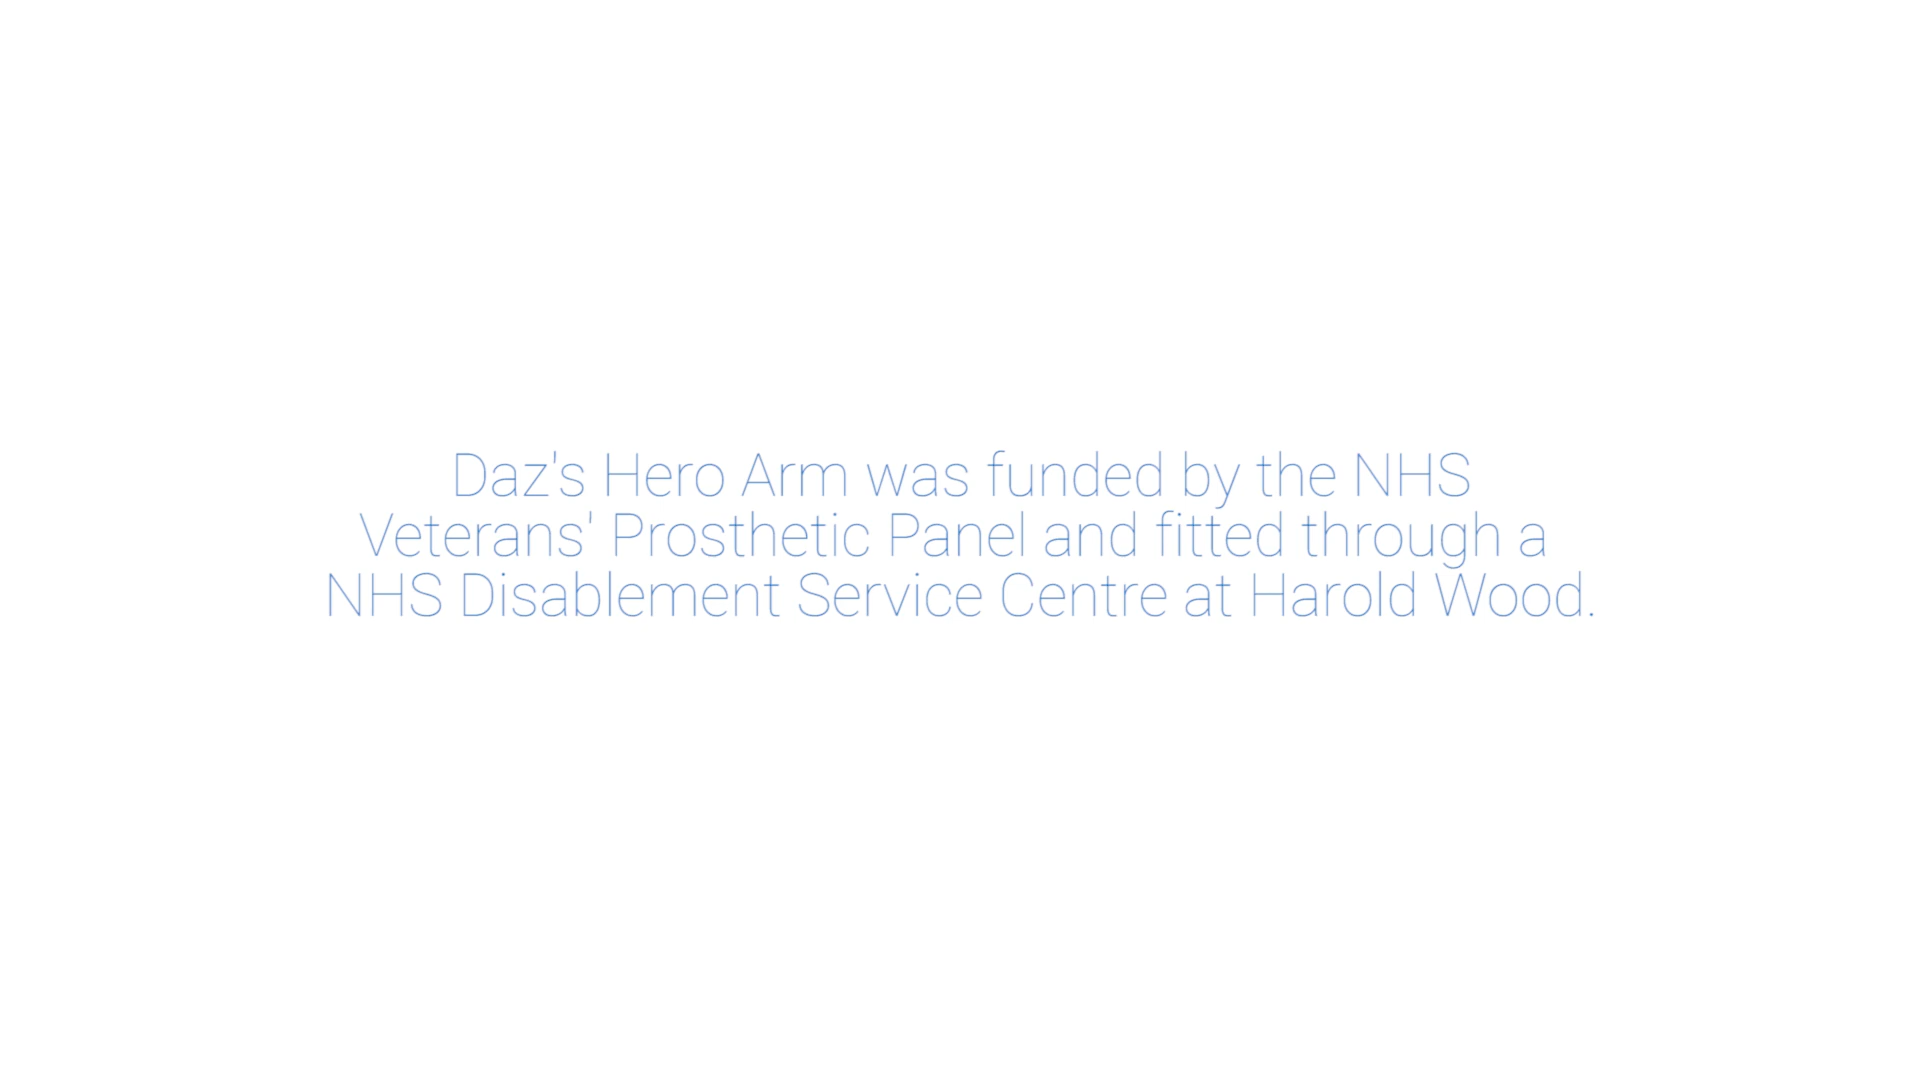 Daz's Hero Arm was funded by the NHS
Veterans' Prosthetic Panel and fitted through a
NHS Disablement Service Centre at Harold Wood.